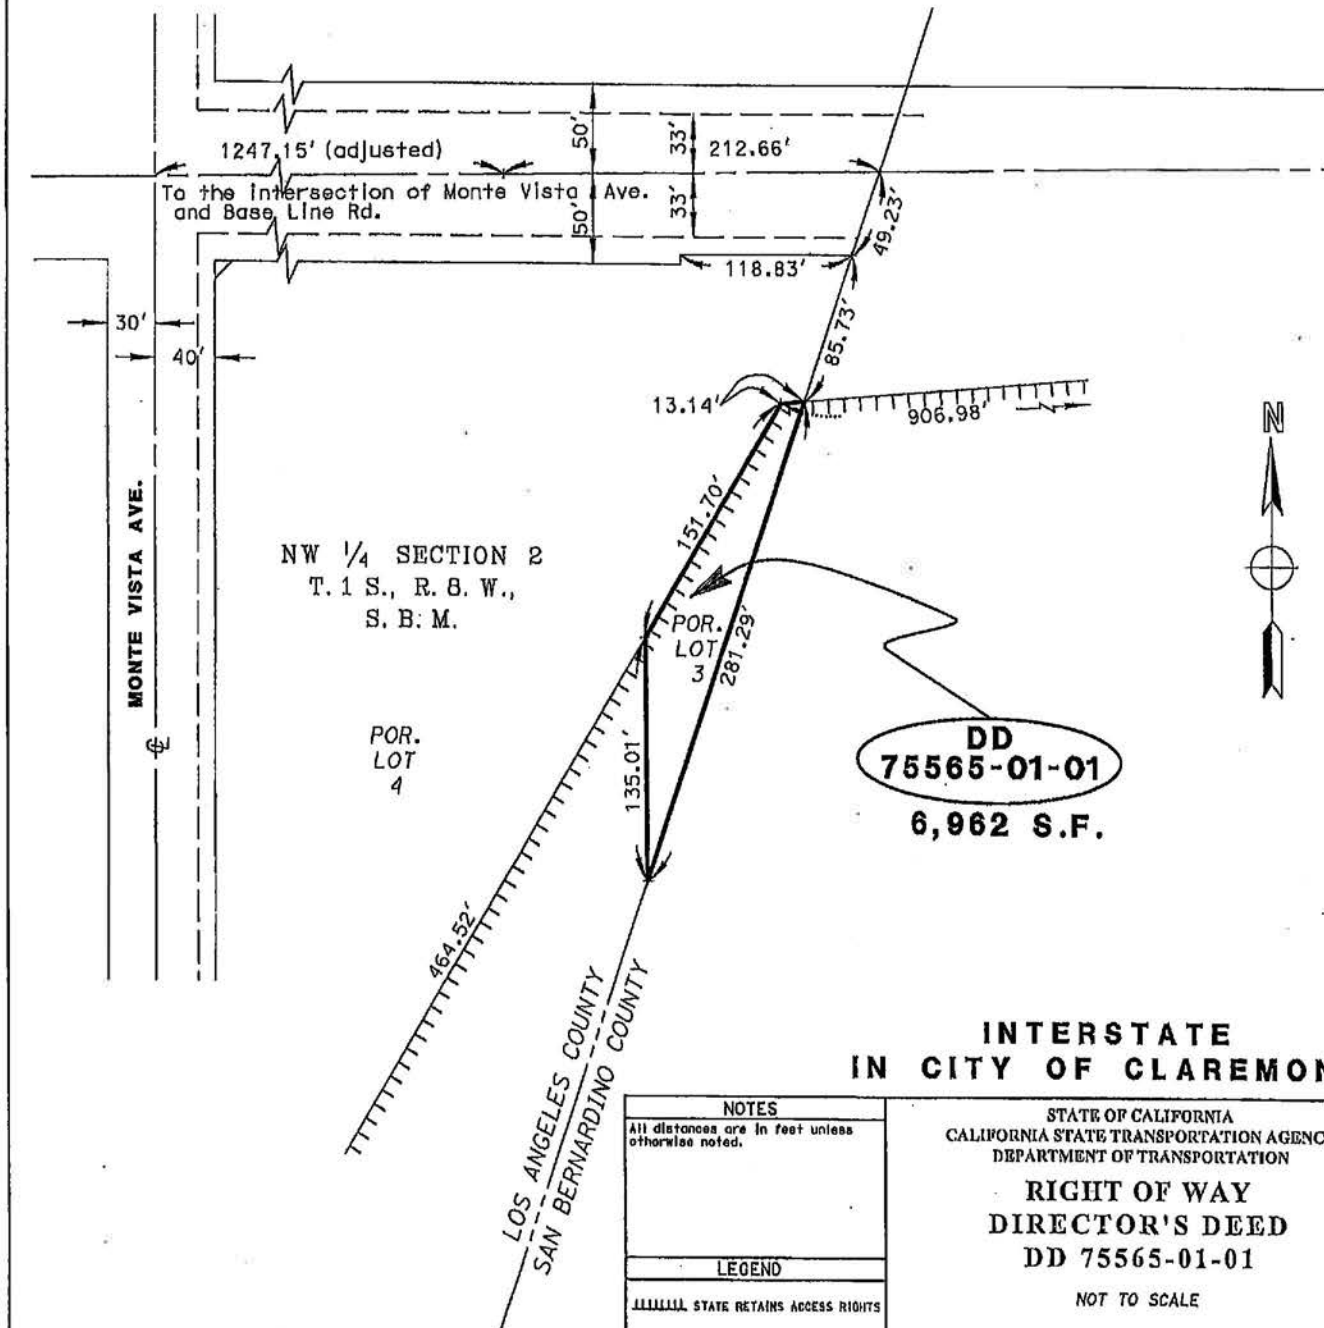 1247.15' (adjusted)
To the Intersection of Monte Vista Ave.
and Base Line Rd.
50'
50'
33'
33'
212.66'
49.23'
118.83'
85.73'
30'
40'
13.14'
906.98'
N
MONTE VISTA AVE.
℄
NW 1/4 SECTION 2
T. 1 S., R. 8. W.,
S. B. M.
151.70'
POR.
LOT
3
281.29'
135.01'
POR.
LOT
4
DD
75565-01-01
6,962 S.F.
464.52'
LOS ANGELES COUNTY
SAN BERNARDINO COUNTY
INTERSTATE
IN CITY OF CLAREMON
NOTES
All distances are in feet unless
otherwise noted.
LEGEND
STATE RETAINS ACCESS RIGHTS
STATE OF CALIFORNIA
CALIFORNIA STATE TRANSPORTATION AGENC
DEPARTMENT OF TRANSPORTATION
RIGHT OF WAY
DIRECTOR'S DEED
DD 75565-01-01
NOT TO SCALE